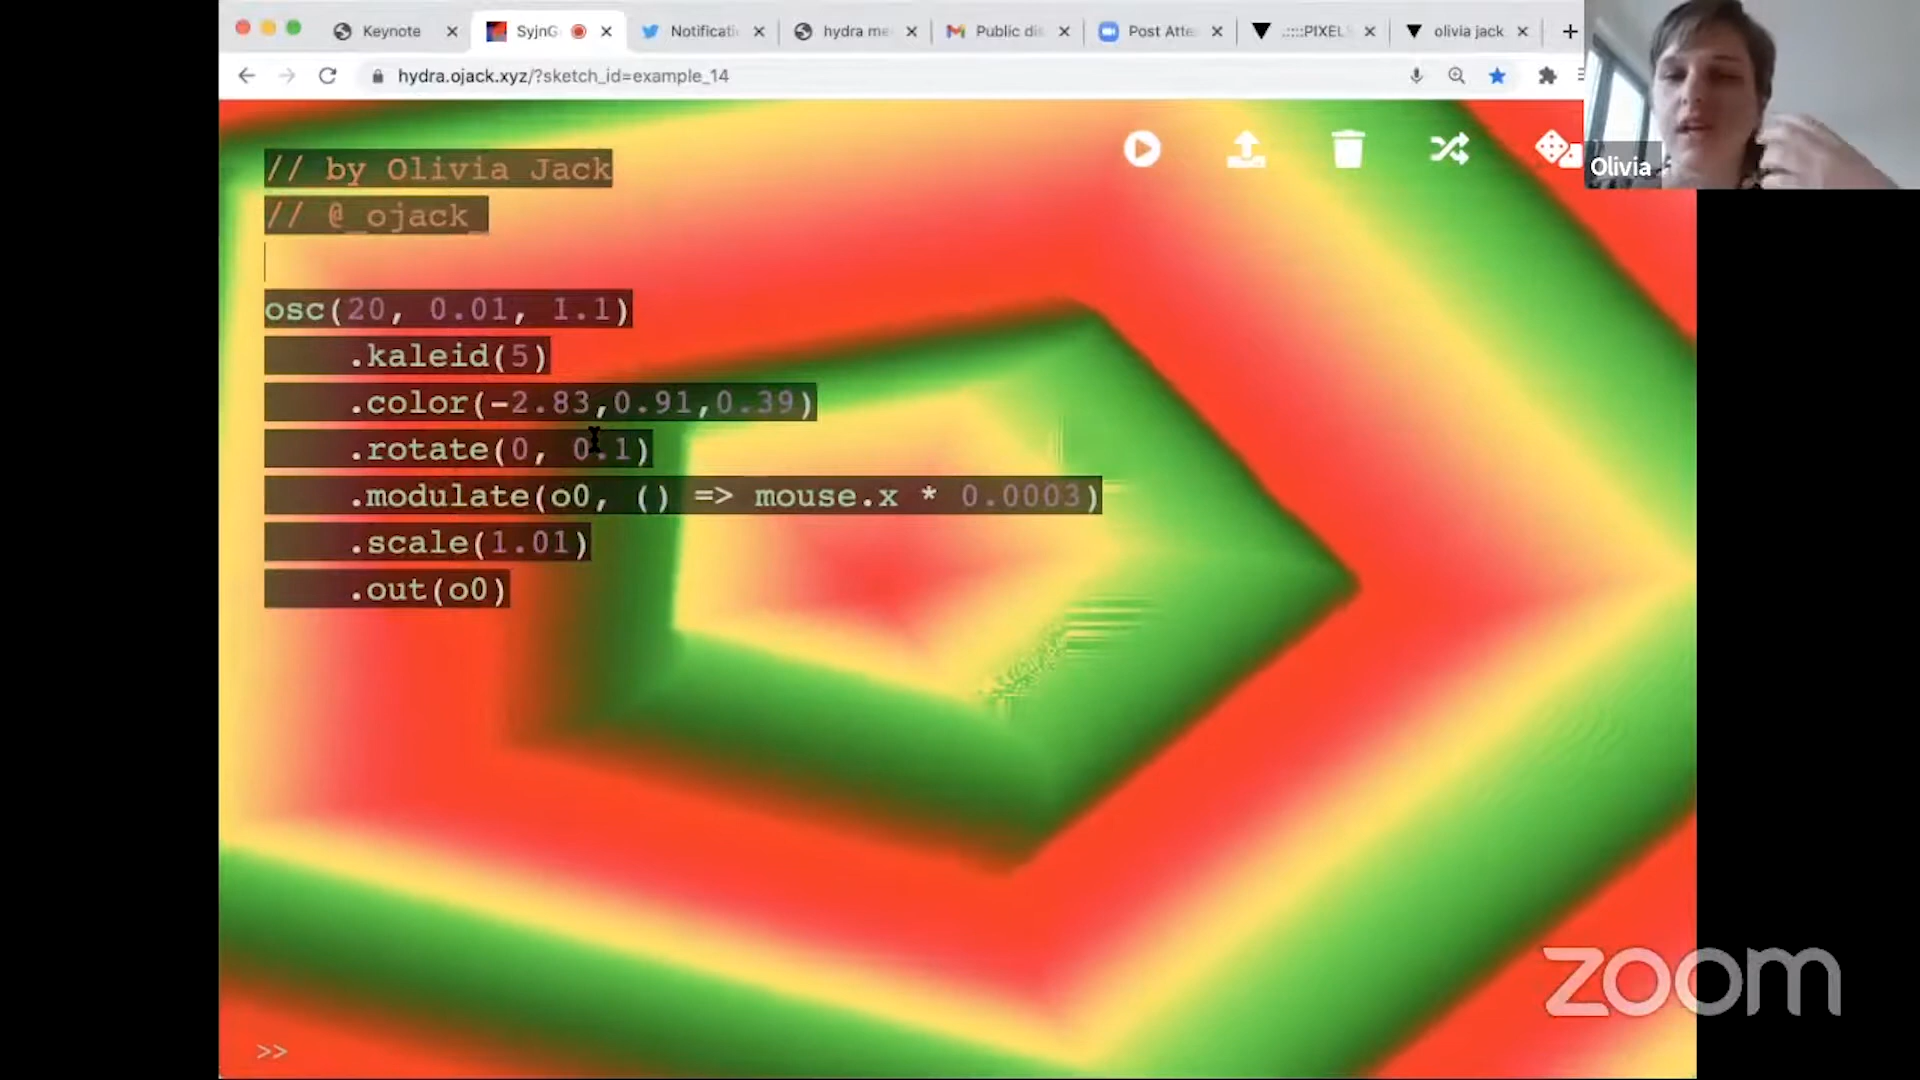 Keynote
SyjnG
Notificati
hydra me
Public di
Post Atte
.::::PIXEL
olivia jack
hydra.ojack.xyz/?sketch_id=example_14
Olivia
// by Olivia Jack
// @_ojack_
osc(20, 0.01, 1.1)
.kaleid(5)
.color(-2.83,0.91,0.39)
.rotate(0, 0.1)
.modulate(o0, () => mouse.x * 0.0003)
.scale(1.01)
.out(o0)
>>
zoom